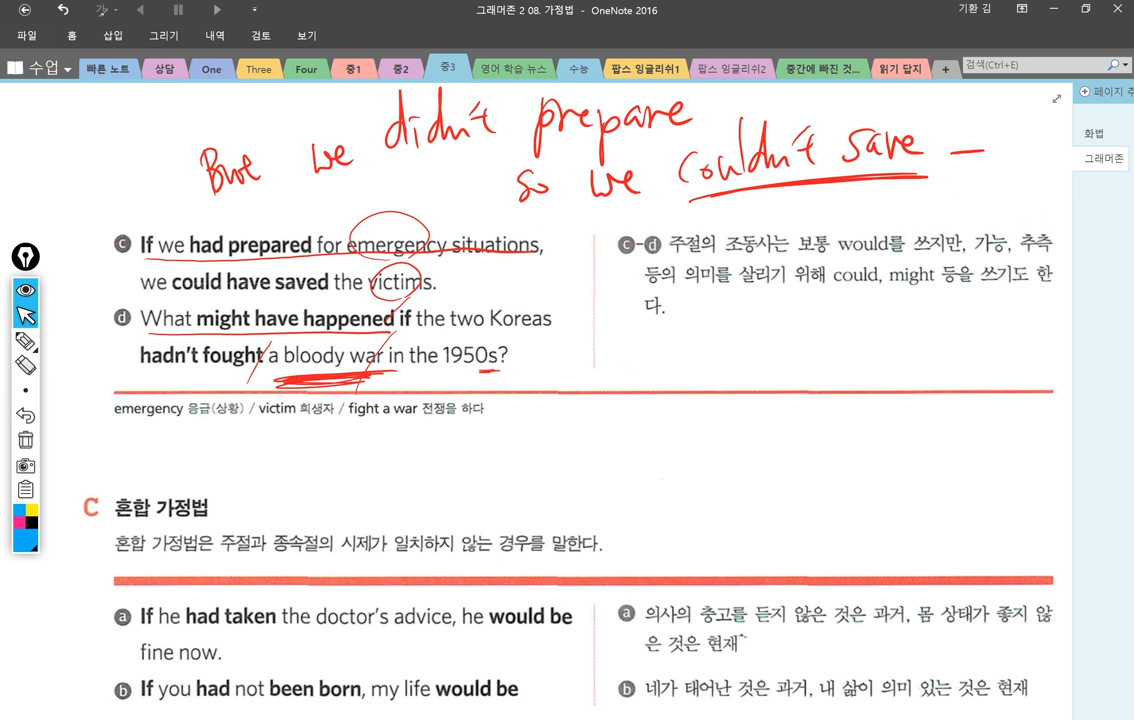 그래머존 2 08. 가정법 - OneNote 2016
기환 김
파일 홈 삽입 그리기 내역 검토 보기
수업 빠른 노트 상담 One Three Four 중1 중2 중3 영어 학습 뉴스 수능 팝스 잉글리쉬1 팝스 잉글리쉬2 중간에 빠진 것... 읽기 답지 + 검색(Ctrl+E)
페이지 추
화법
그래머존
But we didn't prepare
so we couldn't save
c If we had prepared for emergency situations,
we could have saved the victims.
d What might have happened if the two Koreas
hadn't fought a bloody war in the 1950s?
c-d 주절의 조동사는 보통 would를 쓰지만, 가능, 추측
등의 의미를 살리기 위해 could, might 등을 쓰기도 한
다.
emergency 응급(상황) / victim 희생자 / fight a war 전쟁을 하다
C 혼합 가정법
혼합 가정법은 주절과 종속절의 시제가 일치하지 않는 경우를 말한다.
a If he had taken the doctor's advice, he would be
fine now.
b If you had not been born, my life would be
a 의사의 충고를 듣지 않은 것은 과거, 몸 상태가 좋지 않
은 것은 현재
b 네가 태어난 것은 과거, 내 삶이 의미 있는 것은 현재